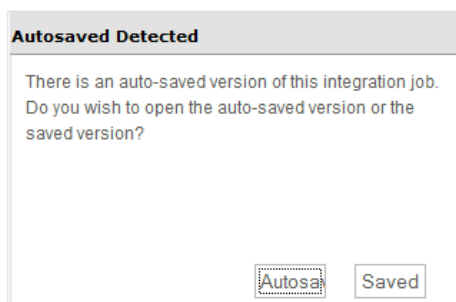 Autosaved Detected
There is an auto-saved version of this integration job.
Do you wish to open the auto-saved version or the
saved version?
Autosav Saved